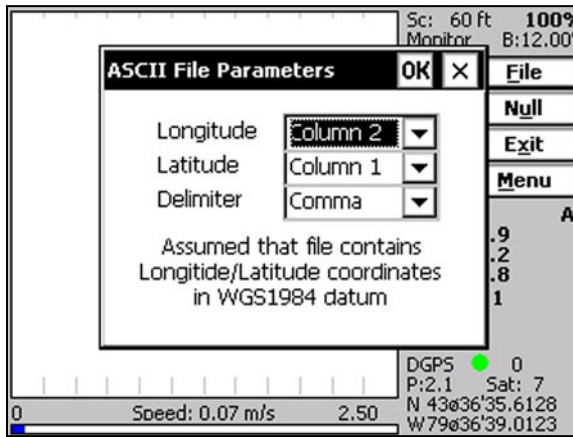 Sc: 60 ft 100%
Monitor B:12.00
ASCII File Parameters OK ×
File
Null
Exit
Menu
Longitude Column 2
Latitude Column 1
Delimiter Comma
Assumed that file contains
Longitide/Latitude coordinates
in WGS1984 datum
A
.9
.2
.8
1
DGPS 0
P:2.1 Sat: 7
N 43ø36'35.6128
W79ø36'39.0123
0 Speed: 0.07 m/s 2.50